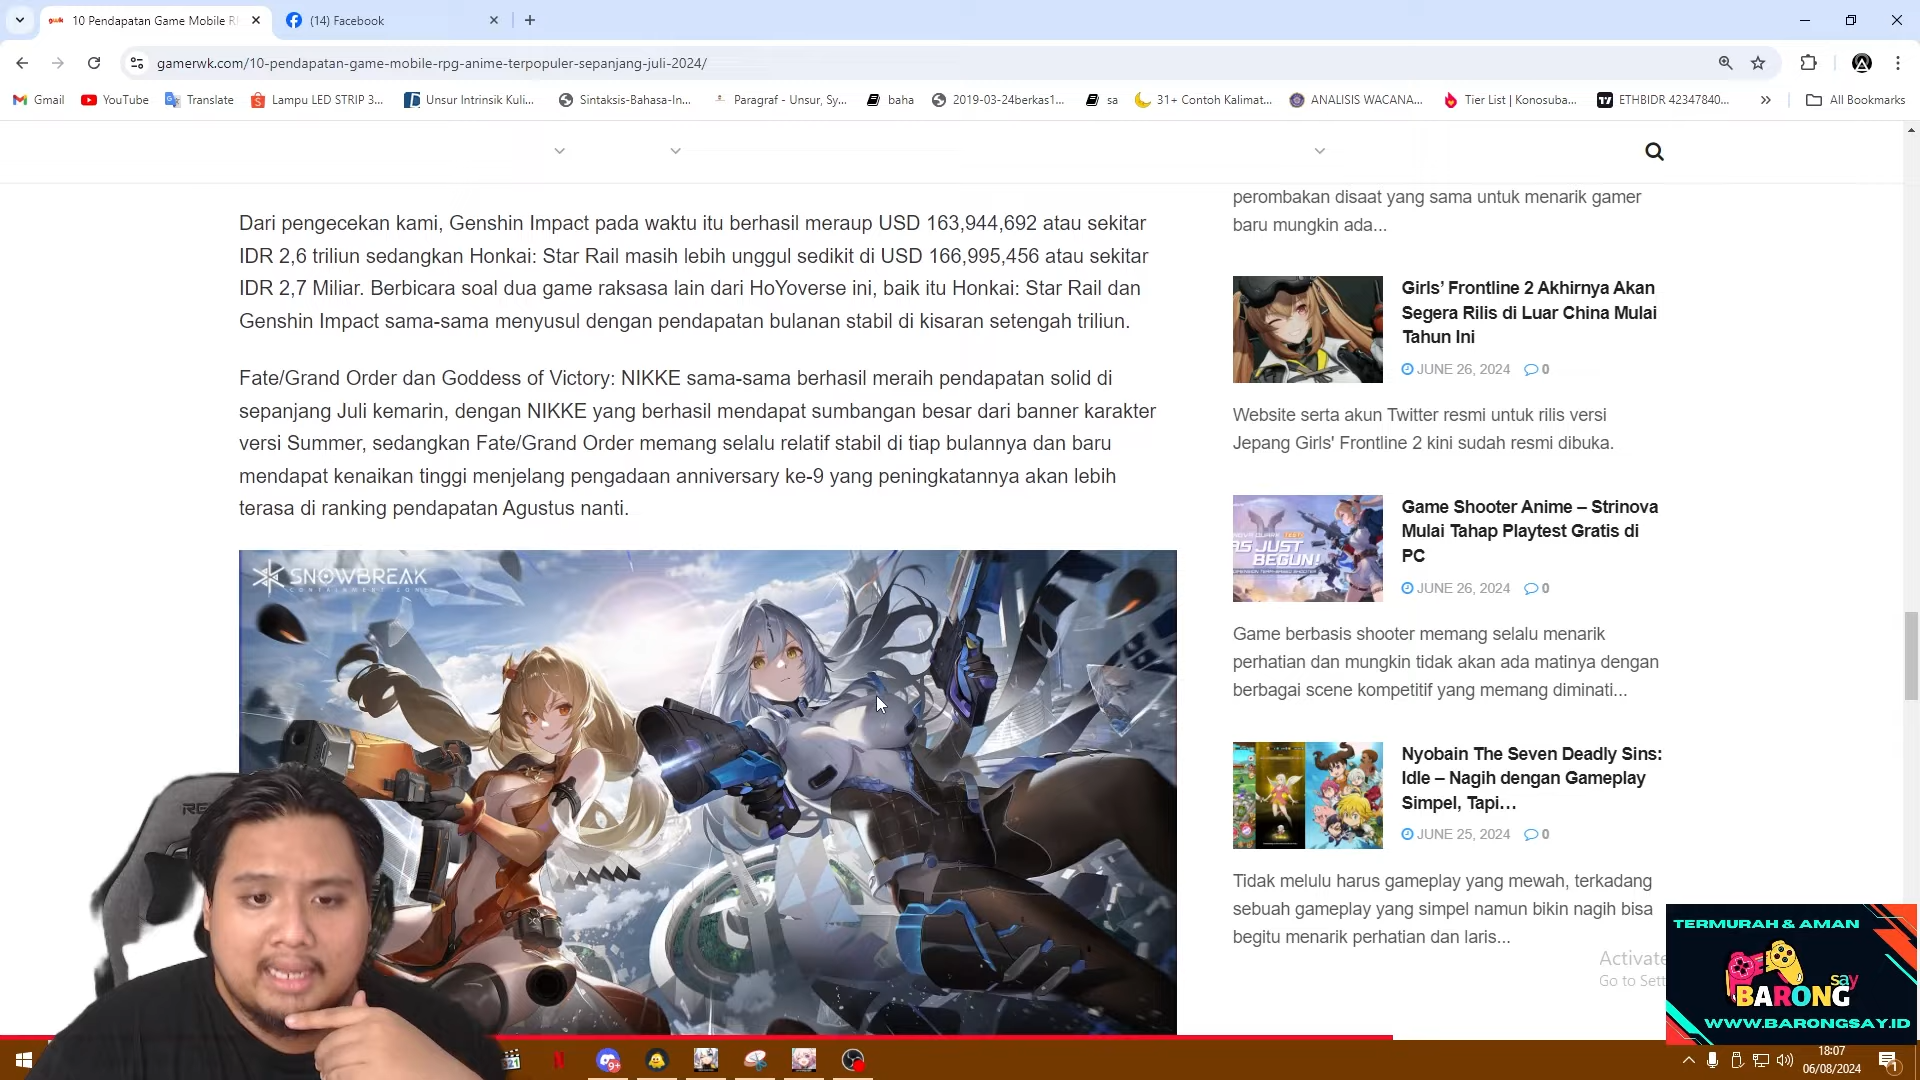 10 Pendapatan Game Mobile R
(14) Facebook
gamerwk.com/10-pendapatan-game-mobile-rpg-anime-terpopuler-sepanjang-juli-2024/
Gmail
YouTube
Translate
Lampu LED STRIP 3...
Unsur Intrinsik Kuli...
Sintaksis-Bahasa-In...
Paragraf - Unsur, Sy...
baha
2019-03-24berkas1...
sa
31+ Contoh Kalimat...
ANALISIS WACANA...
Tier List | Konosuba...
ETHBIDR 42347840...
All Bookmarks
Dari pengecekan kami, Genshin Impact pada waktu itu berhasil meraup USD 163,944,692 atau sekitar
IDR 2,6 triliun sedangkan Honkai: Star Rail masih lebih unggul sedikit di USD 166,995,456 atau sekitar
IDR 2,7 Miliar. Berbicara soal dua game raksasa lain dari HoYoverse ini, baik itu Honkai: Star Rail dan
Genshin Impact sama-sama menyusul dengan pendapatan bulanan stabil di kisaran setengah triliun.
Fate/Grand Order dan Goddess of Victory: NIKKE sama-sama berhasil meraih pendapatan solid di
sepanjang Juli kemarin, dengan NIKKE yang berhasil mendapat sumbangan besar dari banner karakter
versi Summer, sedangkan Fate/Grand Order memang selalu relatif stabil di tiap bulannya dan baru
mendapat kenaikan tinggi menjelang pengadaan anniversary ke-9 yang peningkatannya akan lebih
terasa di ranking pendapatan Agustus nanti.
SNOWBREAK
CONTAINMENT ZONE
perombakan disaat yang sama untuk menarik gamer
baru mungkin ada...
Girls' Frontline 2 Akhirnya Akan
Segera Rilis di Luar China Mulai
Tahun Ini
JUNE 26, 2024 0
Website serta akun Twitter resmi untuk rilis versi
Jepang Girls' Frontline 2 kini sudah resmi dibuka.
JUST
BEGUN!
Game Shooter Anime – Strinova
Mulai Tahap Playtest Gratis di
PC
JUNE 26, 2024 0
Game berbasis shooter memang selalu menarik
perhatian dan mungkin tidak akan ada matinya dengan
berbagai scene kompetitif yang memang diminati...
Nyobain The Seven Deadly Sins:
Idle – Nagih dengan Gameplay
Simpel, Tapi...
JUNE 25, 2024 0
Tidak melulu harus gameplay yang mewah, terkadang
sebuah gameplay yang simpel namun bikin nagih bisa
begitu menarik perhatian dan laris...
Activate
Go to Sett
TERMURAH & AMAN
say
BARONG
WWW.BARONGSAY.ID
321
9+
18:07
06/08/2024
1